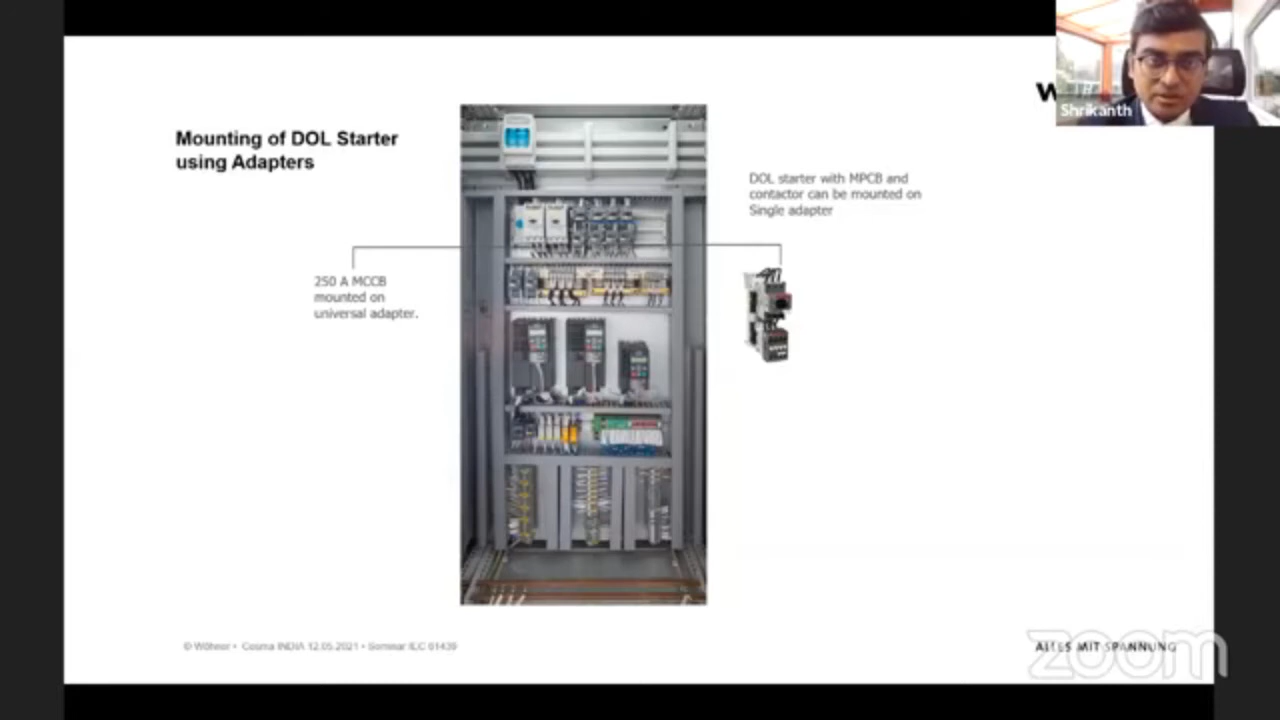 Mounting of DOL Starter
using Adapters
Shrikanth
DOL starter with MPCB and
contactor can be mounted on
Single adapter
250 A MCCB
mounted on
universal adapter.
© Wöhner • Cosma INDIA 12.05.2021 • Seminar IEC 61439
ALLES MIT SPANNUNG
zoom